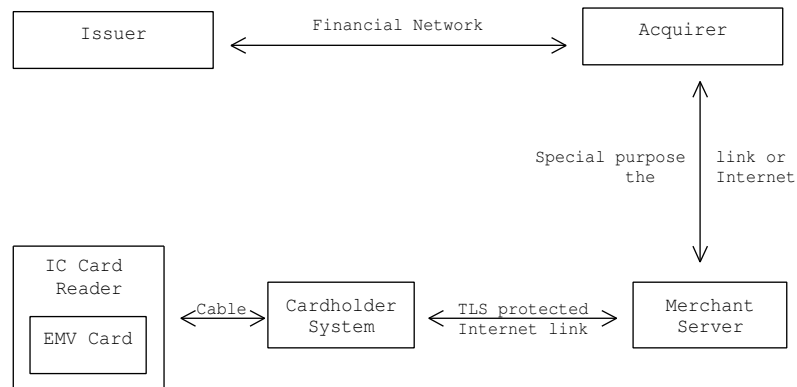 Issuer
Financial Network
Acquirer
Special purpose link or
the Internet
IC Card
Reader
EMV Card
Cable
Cardholder
System
TLS protected
Internet link
Merchant
Server